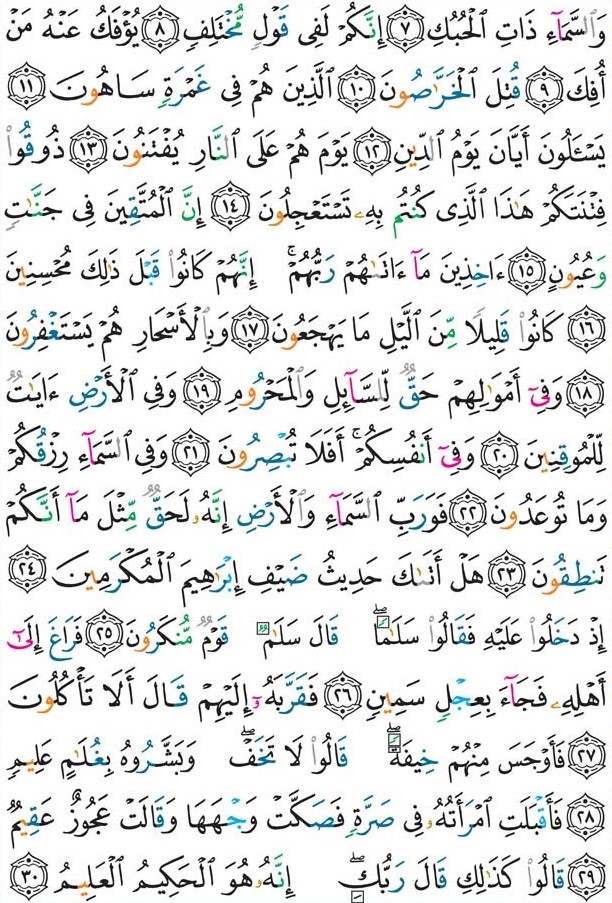 وَٱلسَّمَآءِ ذَاتِ ٱلْحُبُكِ ﴿٧﴾ إِنَّكُمْ لَفِى قَوْلٍ مُّخْتَلِفٍ ﴿٨﴾ يُؤْفَكُ عَنْهُ مَنْ
أُفِكَ ﴿٩﴾ قُتِلَ ٱلْخَرَّٰصُونَ ﴿١٠﴾ ٱلَّذِينَ هُمْ فِى غَمْرَةٍ سَاهُونَ ﴿١١﴾
يَسْـَٔلُونَ أَيَّانَ يَوْمُ ٱلدِّينِ ﴿١٢﴾ يَوْمَ هُمْ عَلَى ٱلنَّارِ يُفْتَنُونَ ﴿١٣﴾ ذُوقُوا۟
فِتْنَتَكُمْ هَٰذَا ٱلَّذِى كُنتُم بِهِۦ تَسْتَعْجِلُونَ ﴿١٤﴾ إِنَّ ٱلْمُتَّقِينَ فِى جَنَّٰتٍ
وَعُيُونٍ ﴿١٥﴾ ءَاخِذِينَ مَآ ءَاتَىٰهُمْ رَبُّهُمْ ۚ إِنَّهُمْ كَانُوا۟ قَبْلَ ذَٰلِكَ مُحْسِنِينَ
﴿١٦﴾ كَانُوا۟ قَلِيلًا مِّنَ ٱلَّيْلِ مَا يَهْجَعُونَ ﴿١٧﴾ وَبِٱلْأَسْحَارِ هُمْ يَسْتَغْفِرُونَ
﴿١٨﴾ وَفِىٓ أَمْوَٰلِهِمْ حَقٌّ لِّلسَّآئِلِ وَٱلْمَحْرُومِ ﴿١٩﴾ وَفِى ٱلْأَرْضِ ءَايَٰتٌ
لِّلْمُوقِنِينَ ﴿٢٠﴾ وَفِىٓ أَنفُسِكُمْ ۚ أَفَلَا تُبْصِرُونَ ﴿٢١﴾ وَفِى ٱلسَّمَآءِ رِزْقُكُمْ
وَمَا تُوعَدُونَ ﴿٢٢﴾ فَوَرَبِّ ٱلسَّمَآءِ وَٱلْأَرْضِ إِنَّهُۥ لَحَقٌّ مِّثْلَ مَآ أَنَّكُمْ
تَنطِقُونَ ﴿٢٣﴾ هَلْ أَتَىٰكَ حَدِيثُ ضَيْفِ إِبْرَٰهِيمَ ٱلْمُكْرَمِينَ ﴿٢٤﴾
إِذْ دَخَلُوا۟ عَلَيْهِ فَقَالُوا۟ سَلَٰمًا ۖ قَالَ سَلَٰمٌ قَوْمٌ مُّنكَرُونَ ﴿٢٥﴾ فَرَاغَ إِلَىٰٓ
أَهْلِهِۦ فَجَآءَ بِعِجْلٍ سَمِينٍ ﴿٢٦﴾ فَقَرَّبَهُۥٓ إِلَيْهِمْ قَالَ أَلَا تَأْكُلُونَ
﴿٢٧﴾ فَأَوْجَسَ مِنْهُمْ خِيفَةً ۖ قَالُوا۟ لَا تَخَفْ ۖ وَبَشَّرُوهُ بِغُلَٰمٍ عَلِيمٍ
﴿٢٨﴾ فَأَقْبَلَتِ ٱمْرَأَتُهُۥ فِى صَرَّةٍ فَصَكَّتْ وَجْهَهَا وَقَالَتْ عَجُوزٌ عَقِيمٌ
﴿٢٩﴾ قَالُوا۟ كَذَٰلِكِ قَالَ رَبُّكِ ۖ إِنَّهُۥ هُوَ ٱلْحَكِيمُ ٱلْعَلِيمُ ﴿٣٠﴾